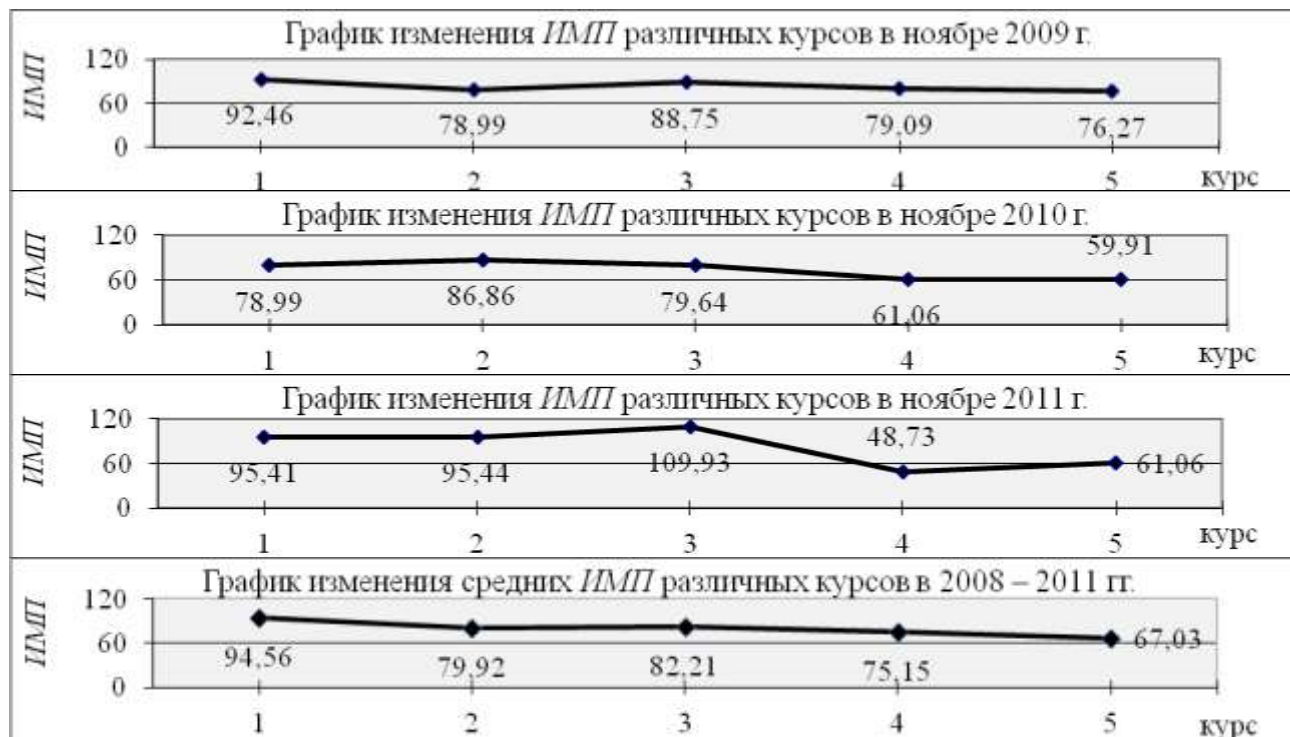 График изменения ИМП различных курсов в ноябре 2009 г.
ИМП
120
60
0
92,46
78,99
88,75
79,09
76,27
1 2 3 4 5 курс
График изменения ИМП различных курсов в ноябре 2010 г.
ИМП
120
60
0
78,99
86,86
79,64
61,06
59,91
1 2 3 4 5 курс
График изменения ИМП различных курсов в ноябре 2011 г.
ИМП
120
60
0
95,41
95,44
109,93
48,73
61,06
1 2 3 4 5 курс
График изменения средних ИМП различных курсов в 2008 – 2011 гг.
ИМП
120
60
0
94,56
79,92
82,21
75,15
67,03
1 2 3 4 5 курс